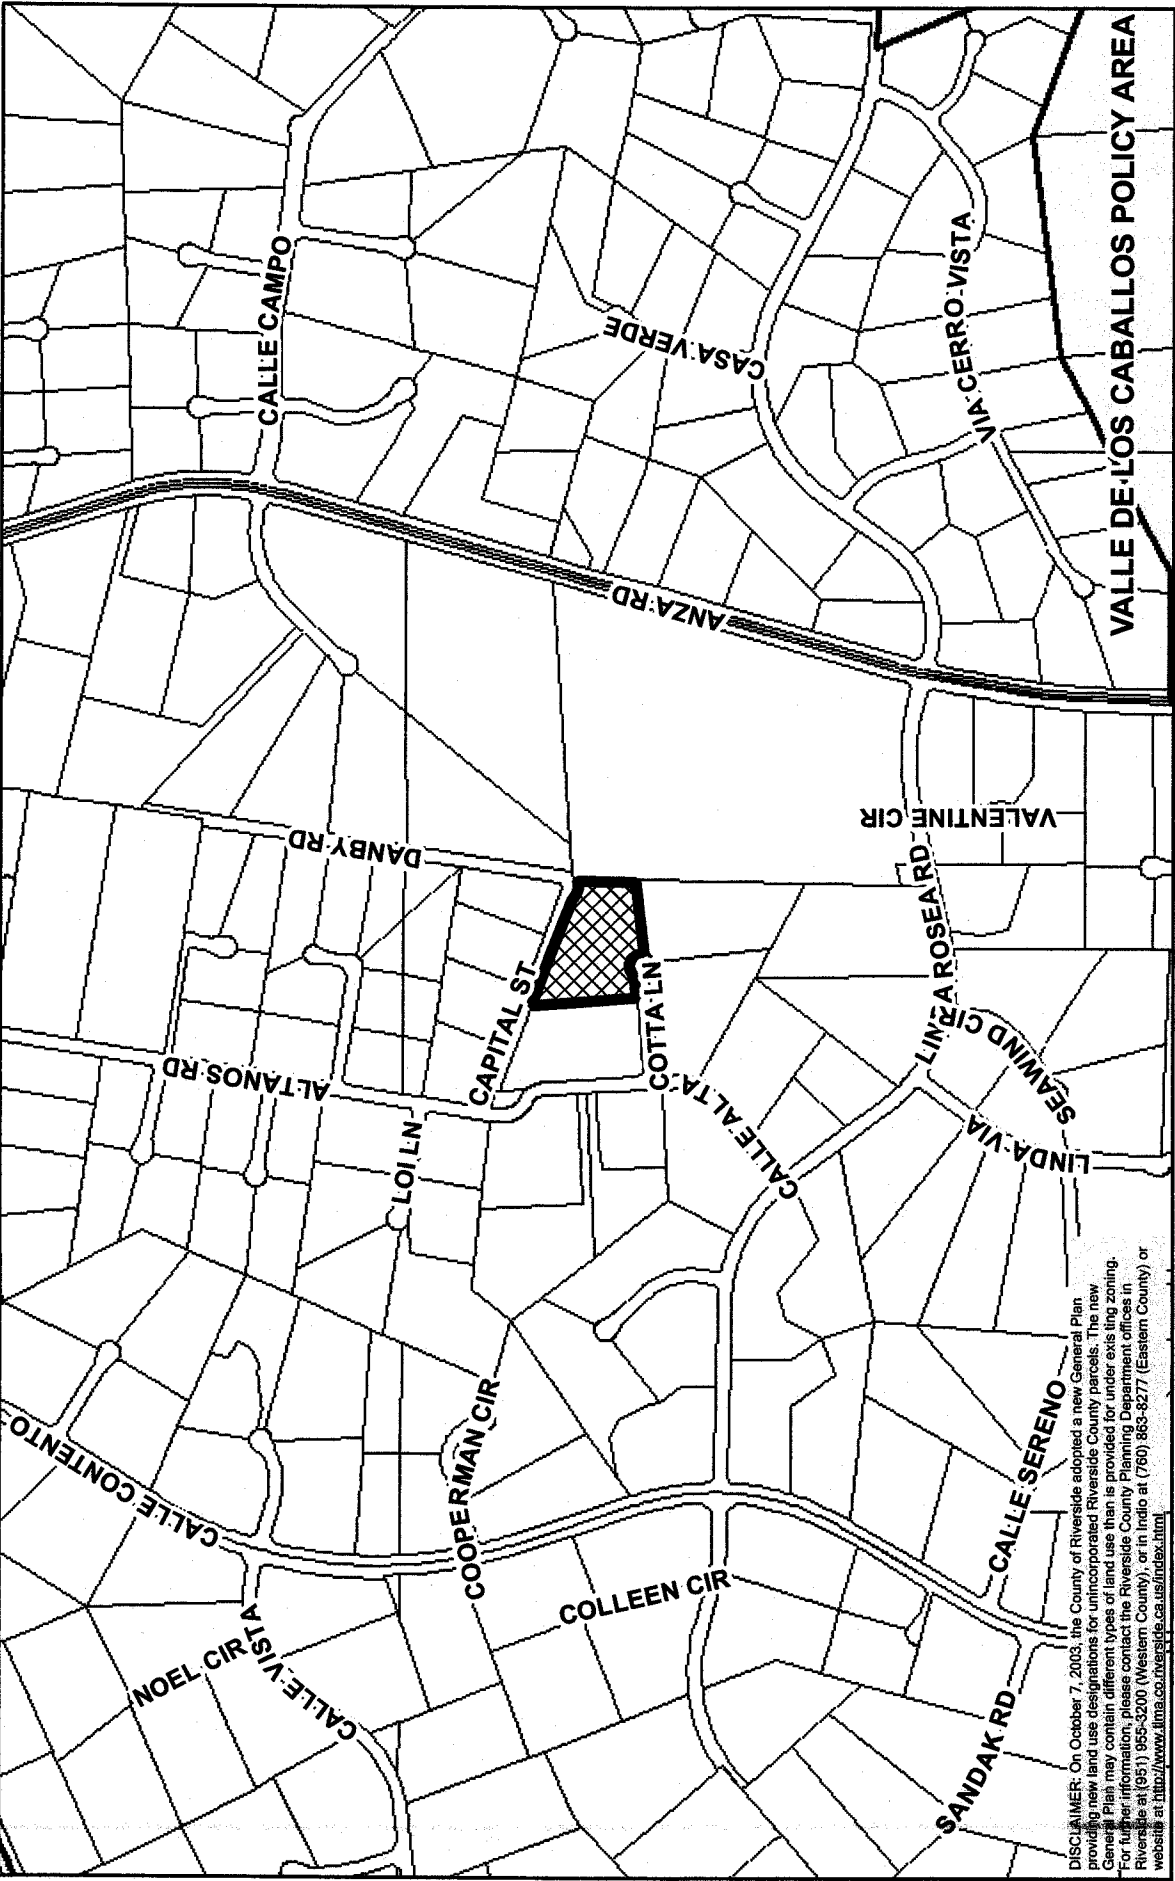 CALLE CONTENTO
NOEL CIR
CALLE VISTA
COOPERMAN CIR
COLLEEN CIR
SANDAK RD
CALLE SERENO
ALTANOS RD
LOI LN
CAPITAL ST
COTTA LN
CALLE ALTA
DANBY RD
LINDA ROSEA RD
SEAWIND CIR
LINDA VIA
VALENTINE CIR
ANZA RD
CALLE CAMPO
CASA VERDE
VIA CERRO VISTA
VALLE DE LOS CABALLOS POLICY AREA
DISCLAIMER: On October 7, 2003, the County of Riverside adopted a new General Plan
providing new land use designations for unincorporated Riverside County parcels. The new
General Plan may contain different types of land use than is provided for under existing zoning.
For further information, please contact the Riverside County Planning Department offices in
Riverside at (951) 955-3200 (Western County), or in Indio at (760) 863-8277 (Eastern County) or
website at http://www.tlma.co.riverside.ca.us/index.html